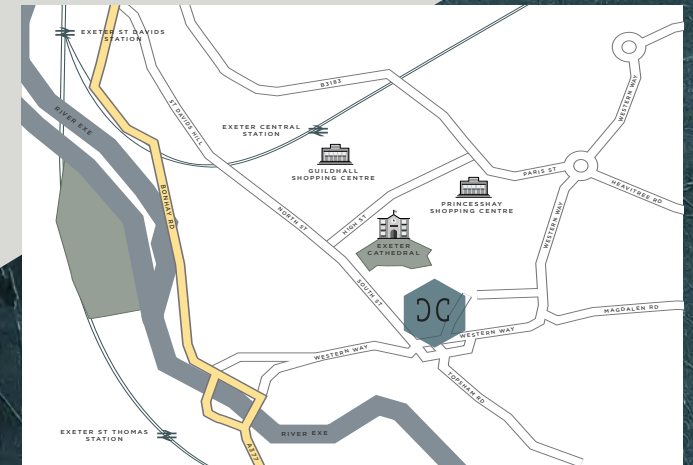 EXETER ST DAVIDS
STATION
RIVER EXE
ST DAVIDS HILL
B3183
EXETER CENTRAL
STATION
GUILDHALL
SHOPPING CENTRE
PRINCESSHAY
SHOPPING CENTRE
PARIS ST
WESTERN WAY
HEAVITREE RD
WESTERN WAY
BONHAY RD
NORTH ST
HIGH ST
EXETER
CATHEDRAL
SOUTH ST
MAGDALEN RD
WESTERN WAY
WESTERN WAY
TOPSHAM RD
EXETER ST THOMAS
STATION
RIVER EXE
A377